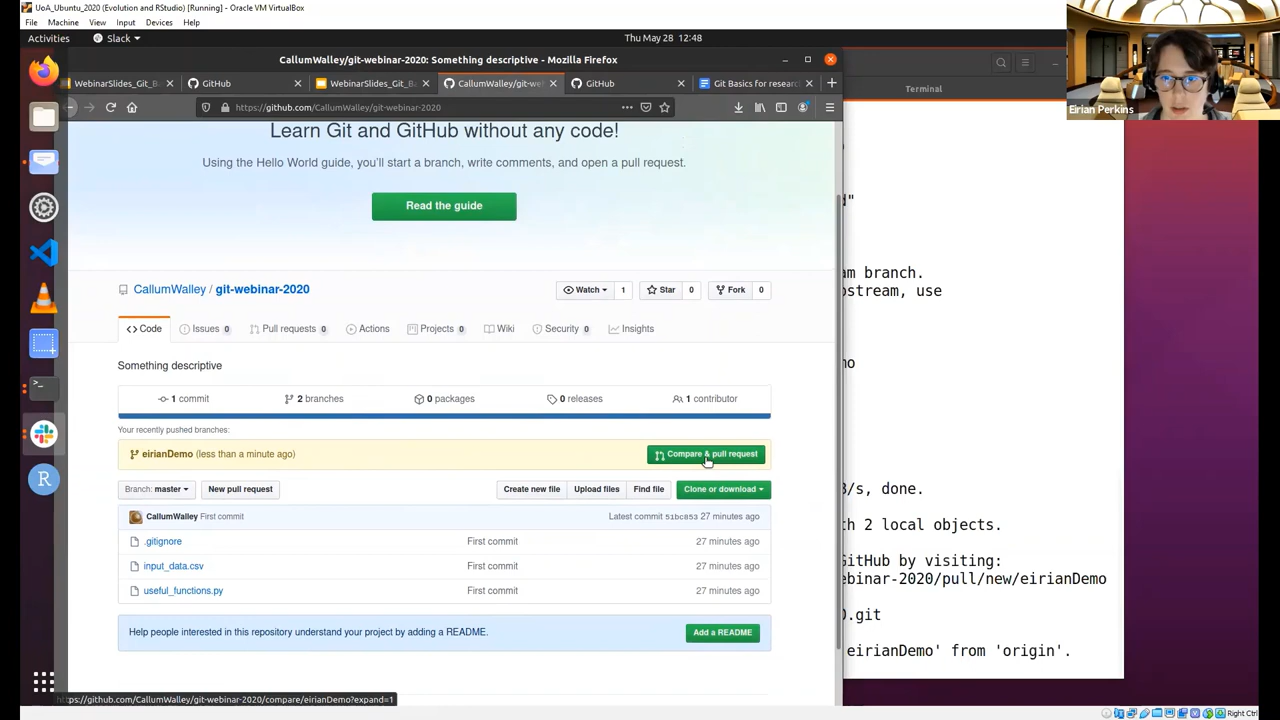 UoA_Ubuntu_2020 (Evolution and RStudio) [Running] - Oracle VM VirtualBox
File Machine View Input Devices Help
Activities Slack Thu May 28 12:48
CallumWalley/git-webinar-2020: Something descriptive - Mozilla Firefox
WebinarSlides_Git_B GitHub WebinarSlides_Git_B CallumWalley/git-we GitHub Git Basics for resear
https://github.com/CallumWalley/git-webinar-2020
Terminal
Eirian Perkins
Learn Git and GitHub without any code!
Using the Hello World guide, you'll start a branch, write comments, and open a pull request.
Read the guide
d"
am branch.
pstream, use
mo
CallumWalley / git-webinar-2020
Watch 1 Star 0 Fork 0
Code Issues 0 Pull requests 0 Actions Projects 0 Wiki Security 0 Insights
Something descriptive
1 commit 2 branches 0 packages 0 releases 1 contributor
Your recently pushed branches:
eirianDemo (less than a minute ago) Compare & pull request
Branch: master New pull request Create new file Upload files Find file Clone or download
CallumWalley First commit Latest commit 51bc853 27 minutes ago
.gitignore First commit 27 minutes ago
input_data.csv First commit 27 minutes ago
useful_functions.py First commit 27 minutes ago
Help people interested in this repository understand your project by adding a README. Add a README
B/s, done.
th 2 local objects.
GitHub by visiting:
ebinar-2020/pull/new/eirianDemo
0.git
eirianDemo' from 'origin'.
https://github.com/CallumWalley/git-webinar-2020/compare/eirianDemo?expand=1
Right Ctrl